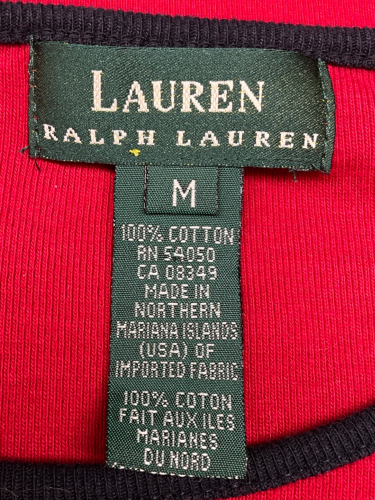 LAUREN
RALPH LAUREN
M
100% COTTON
RN 54050
CA 08349
MADE IN
NORTHERN
MARIANA ISLANDS
(USA) OF
IMPORTED FABRIC
100% COTON
FAIT AUX ILES
MARIANES
DU NORD